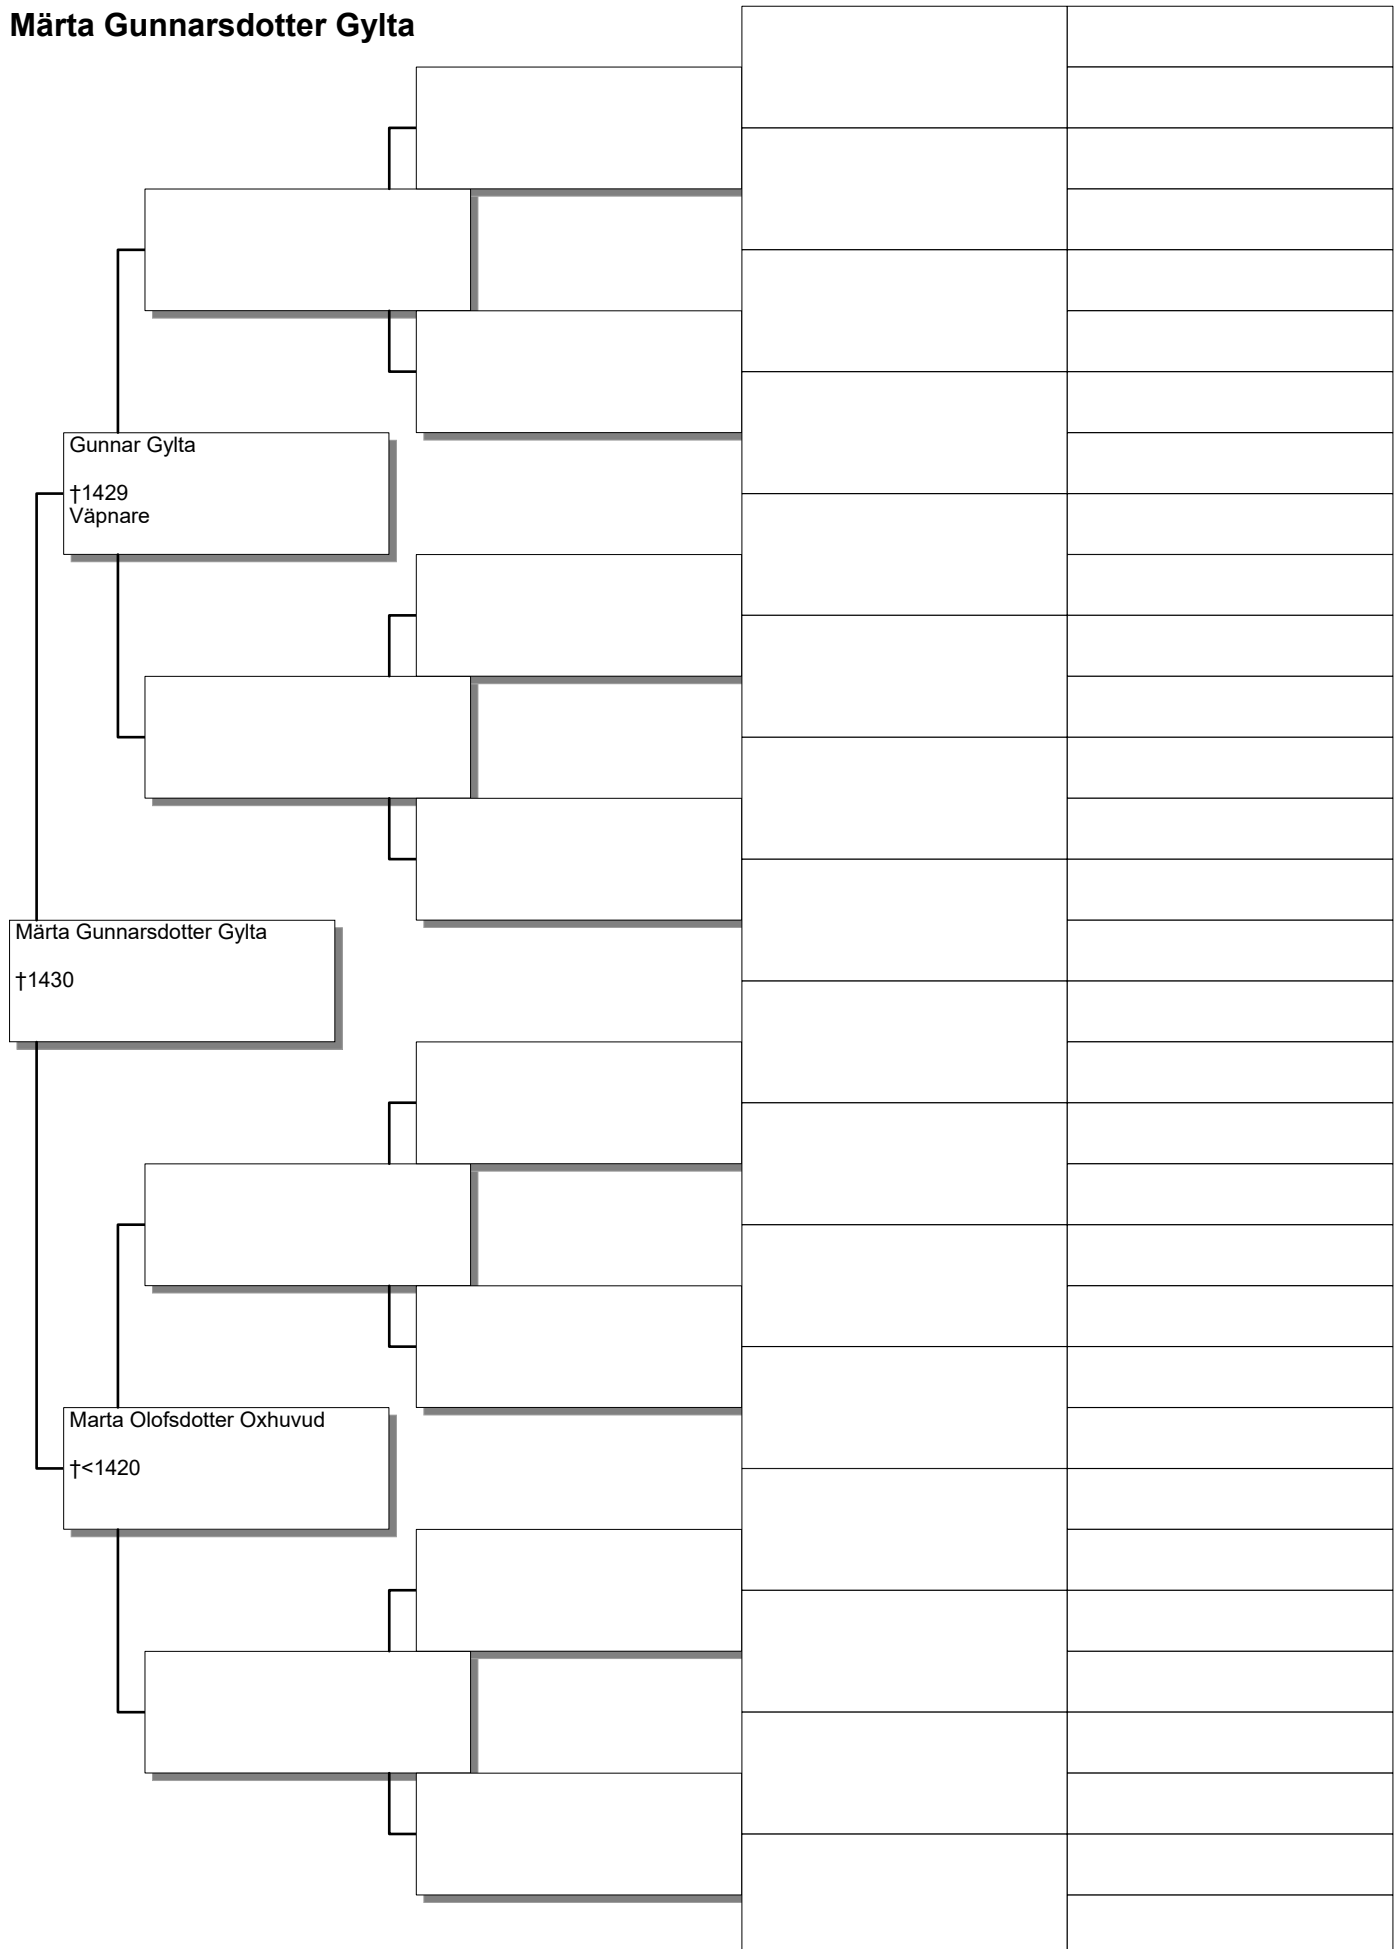 Märta Gunnarsdotter Gylta
Gunnar Gylta
†1429
Väpnare
Märta Gunnarsdotter Gylta
†1430
Marta Olofsdotter Oxhuvud
†<1420